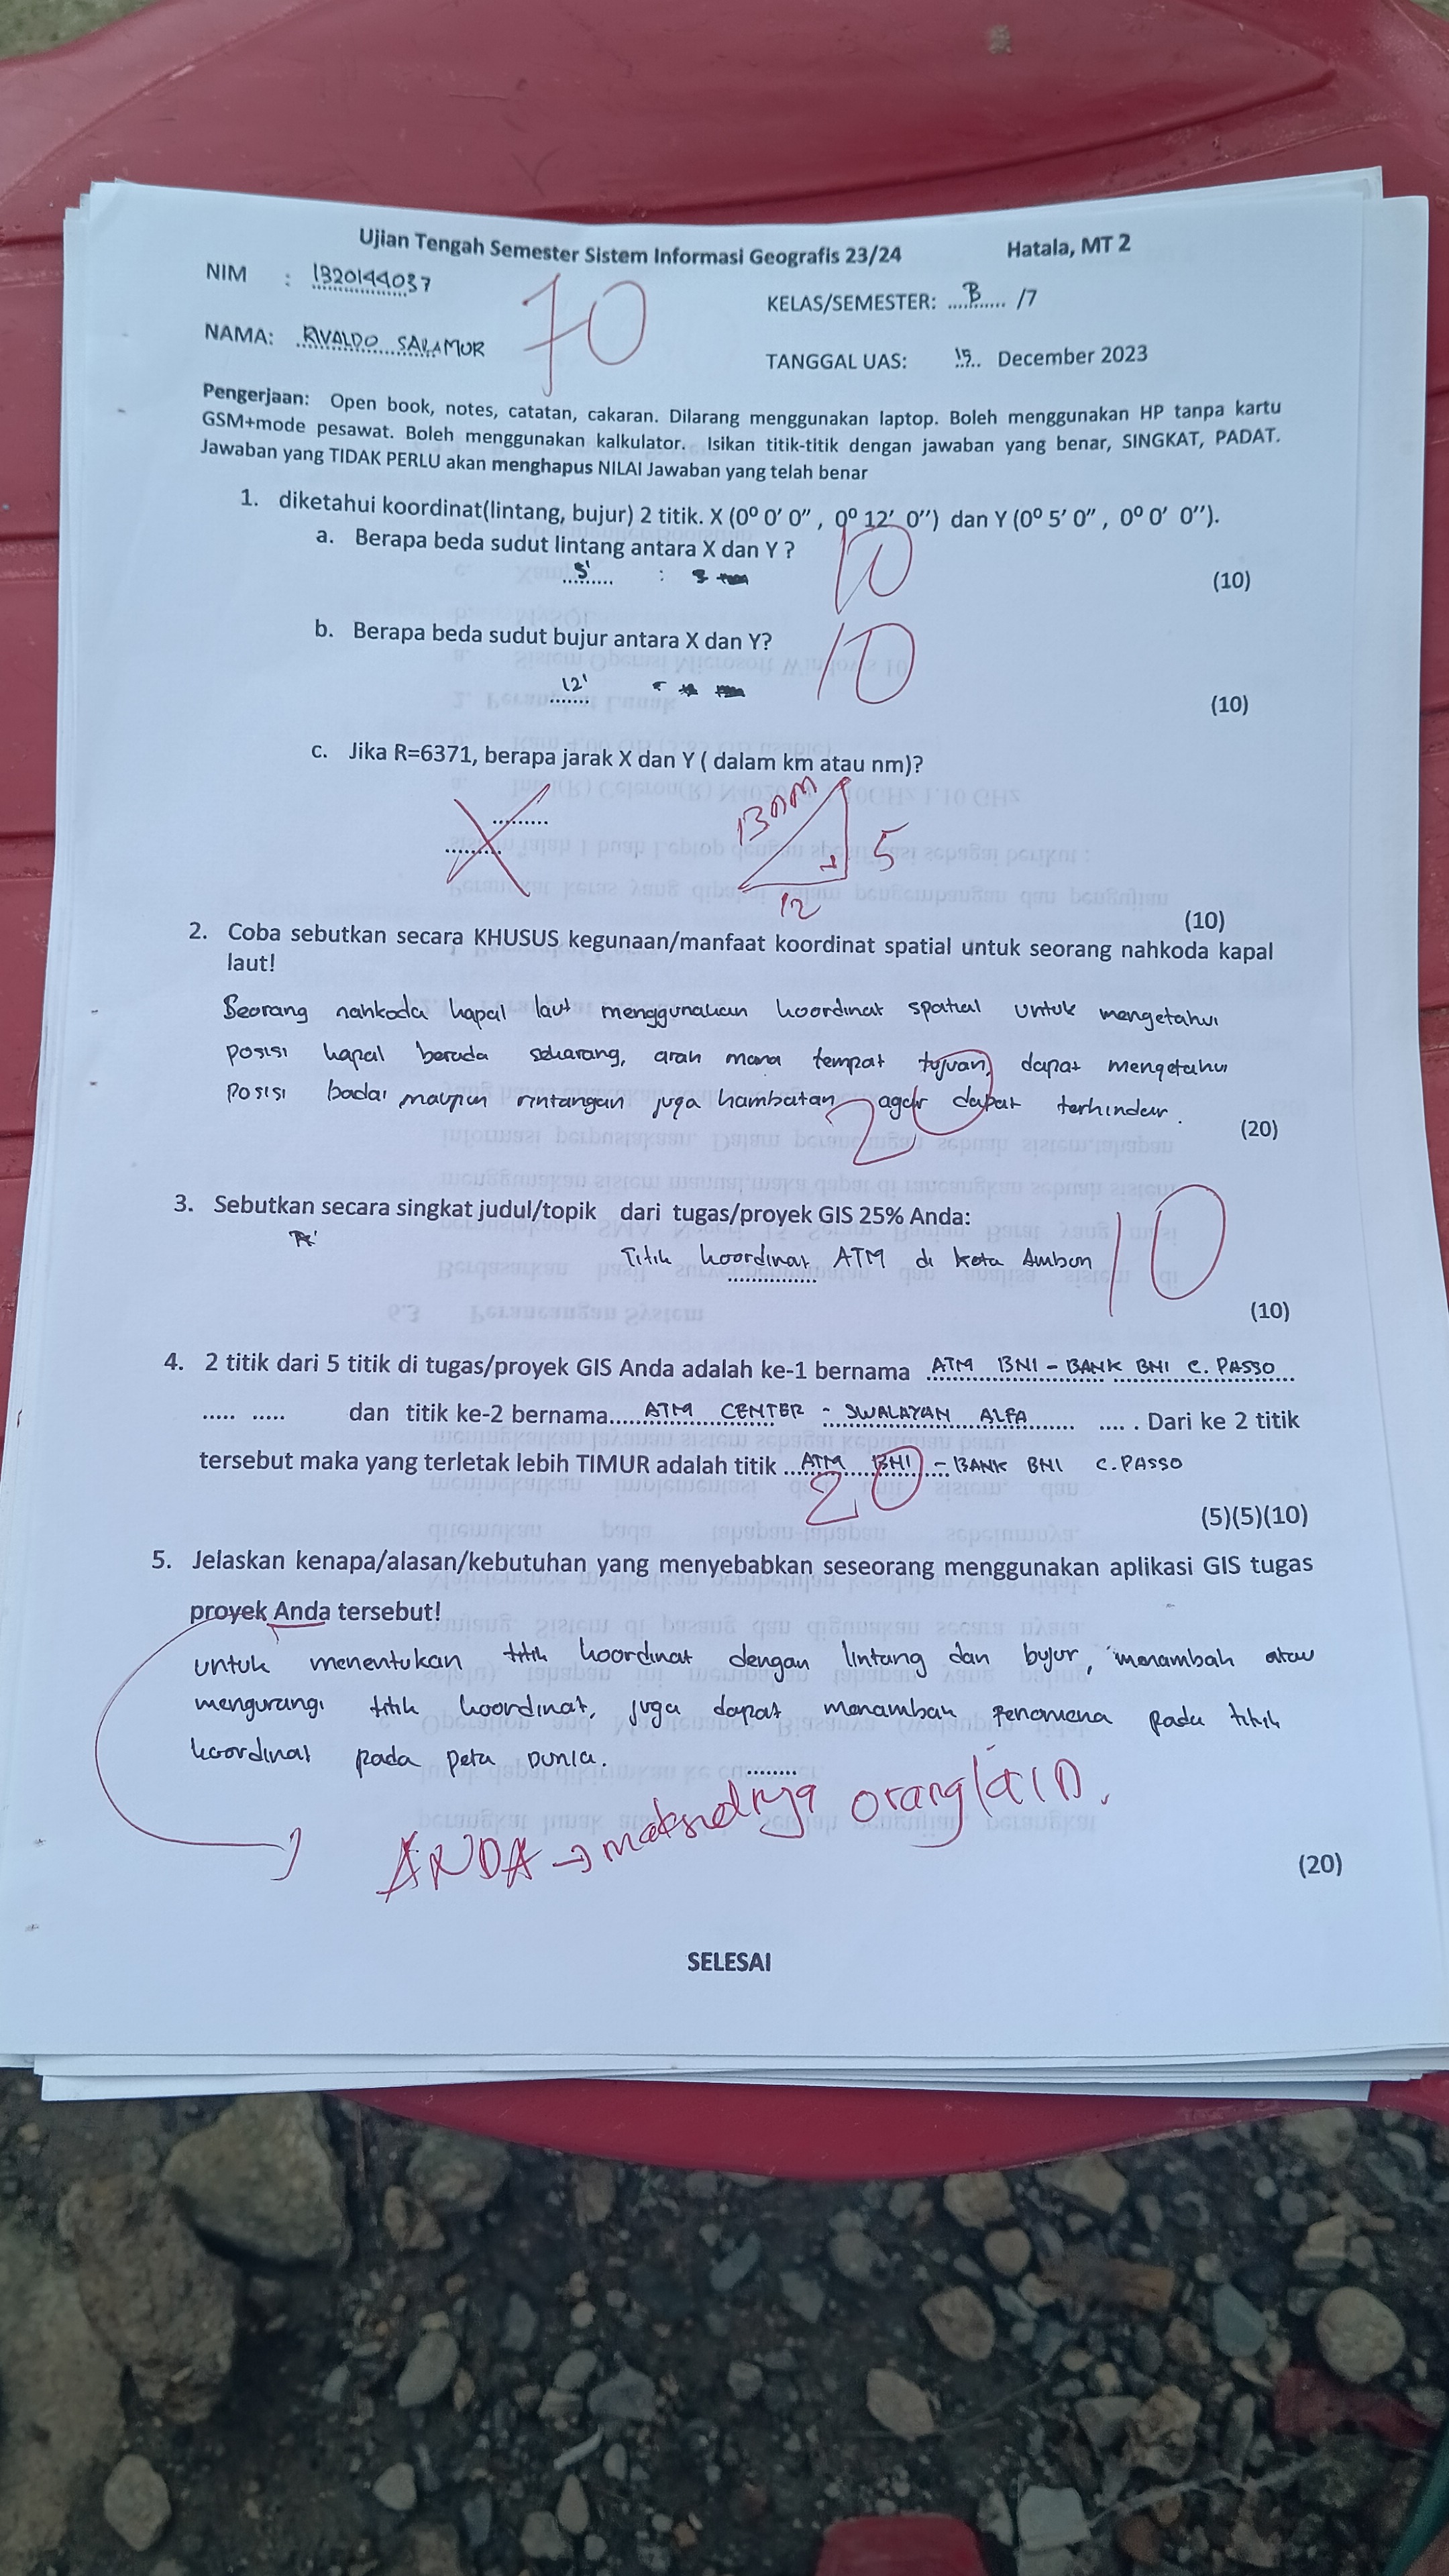 Ujian Tengah Semester Sistem Informasi Geografis 23/24 Hatala, MT 2
NIM : 1320144037
70
KELAS/SEMESTER: B /7
NAMA: RIVALDO SALAMUR
TANGGAL UAS: 15 December 2023
Pengerjaan: Open book, notes, catatan, cakaran. Dilarang menggunakan laptop. Boleh menggunakan HP tanpa kartu
GSM+mode pesawat. Boleh menggunakan kalkulator. Isikan titik-titik dengan jawaban yang benar, SINGKAT, PADAT.
Jawaban yang TIDAK PERLU akan menghapus NILAI Jawaban yang telah benar
1. diketahui koordinat(lintang, bujur) 2 titik. X (0⁰ 0' 0'' , 0⁰ 12' 0'') dan Y (0⁰ 5' 0'' , 0⁰ 0' 0'').
a. Berapa beda sudut lintang antara X dan Y ?
5' :
10
(10)
b. Berapa beda sudut bujur antara X dan Y?
12'
10
(10)
c. Jika R=6371, berapa jarak X dan Y ( dalam km atau nm)?
13 nm
5
12
(10)
2. Coba sebutkan secara KHUSUS kegunaan/manfaat koordinat spatial untuk seorang nahkoda kapal
laut!
Seorang nahkoda kapal laut menggunakan koordinat spatial untuk mengetahui
posisi kapal berada sekarang, arah mana tempat tujuan, dapat mengetahui
posisi badai maupun rintangan juga hambatan agar dapat terhindar.
20
(20)
3. Sebutkan secara singkat judul/topik dari tugas/proyek GIS 25% Anda:
Titik koordinat ATM di kota Ambon
10
(10)
4. 2 titik dari 5 titik di tugas/proyek GIS Anda adalah ke-1 bernama ATM BNI - BANK BNI C. PASSO
..... ..... dan titik ke-2 bernama..... ATM CENTER - SWALAYAN ALFA ..... .... . Dari ke 2 titik
tersebut maka yang terletak lebih TIMUR adalah titik ATM BNI - BANK BNI C.PASSO
20
(5)(5)(10)
5. Jelaskan kenapa/alasan/kebutuhan yang menyebabkan seseorang menggunakan aplikasi GIS tugas
proyek Anda tersebut!
untuk menentukan titik koordinat dengan lintang dan bujur, menambah atau
mengurangi titik koordinat, juga dapat menambah fenomena pada titik
koordinat pada peta Dunia. ........
ANDA → maksudnya orang lain.
(20)
SELESAI